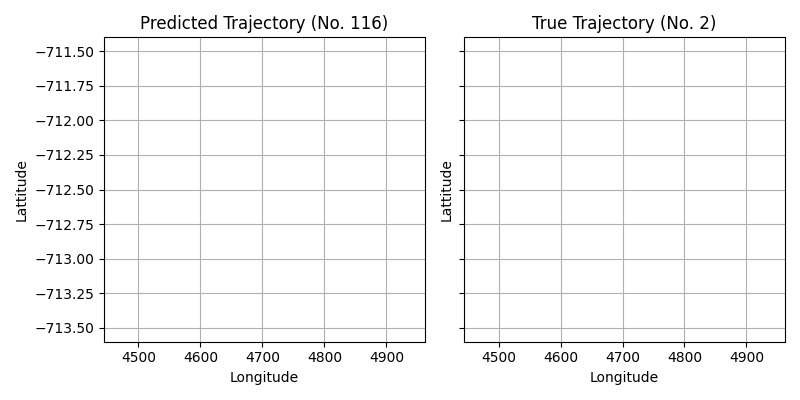 Predicted Trajectory (No. 116)
True Trajectory (No. 2)
Lattitude
−711.50
−711.75
−712.00
−712.25
−712.50
−712.75
−713.00
−713.25
−713.50
4500 4600 4700 4800 4900
Longitude
Lattitude
4500 4600 4700 4800 4900
Longitude